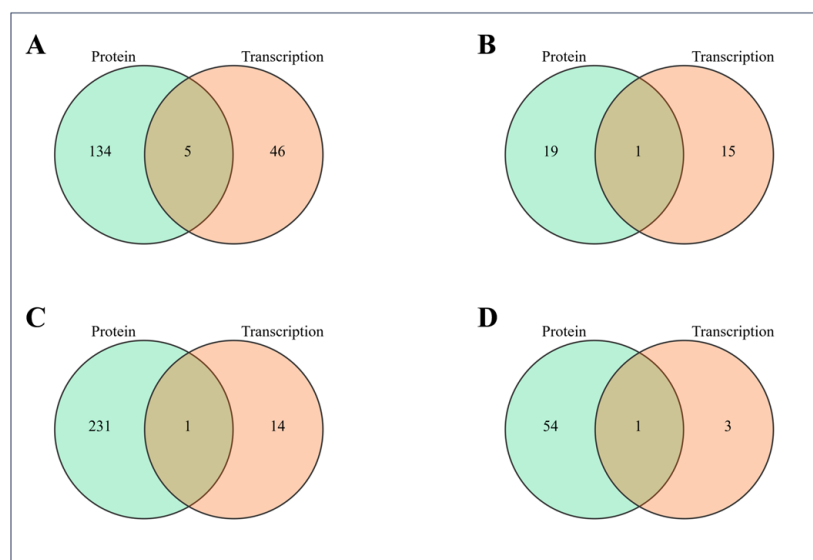 A
Protein Transcription
134 5 46
B
Protein Transcription
19 1 15
C
Protein Transcription
231 1 14
D
Protein Transcription
54 1 3